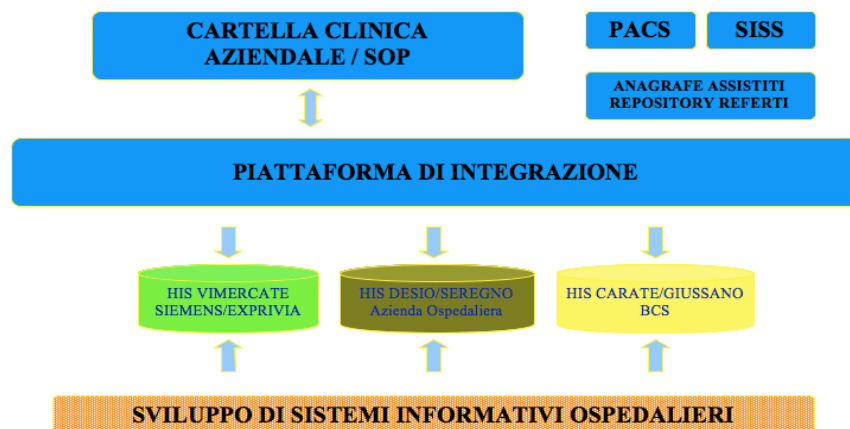 CARTELLA CLINICA
AZIENDALE / SOP
PACS
SISS
ANAGRAFE ASSISTITI
REPOSITORY REFERTI
PIATTAFORMA DI INTEGRAZIONE
HIS VIMERCATE
SIEMENS/EXPRIVIA
HIS DESIO/SEREGNO
Azienda Ospedaliera
HIS CARATE/GIUSSANO
BCS
SVILUPPO DI SISTEMI INFORMATIVI OSPEDALIERI